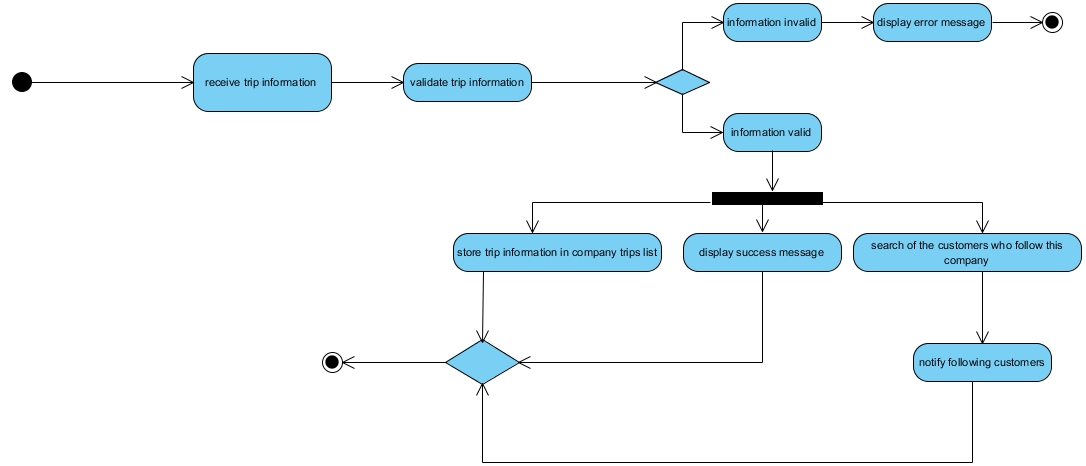 information invalid
display error message
receive trip information
validate trip information
information valid
store trip information in company trips list
display success message
search of the customers who follow this
company
notify following customers